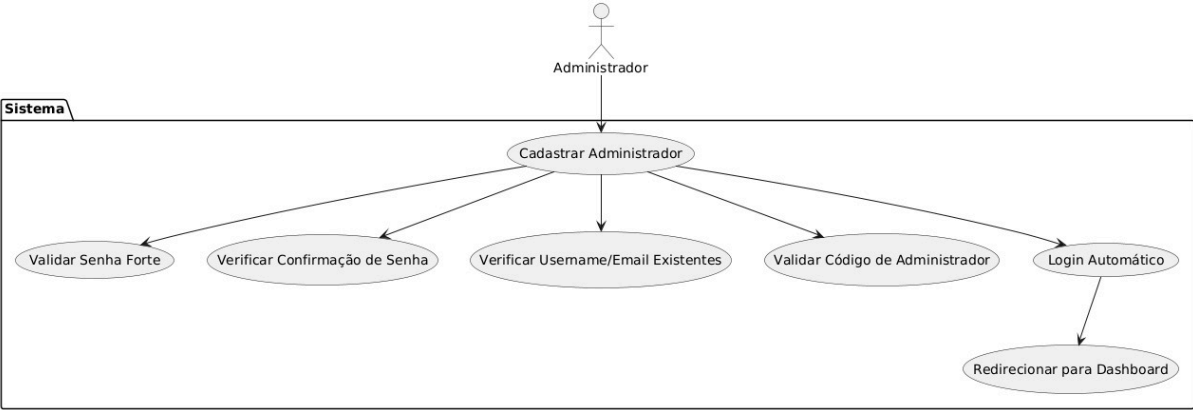 Administrador
Sistema
Cadastrar Administrador
Validar Senha Forte
Verificar Confirmação de Senha
Verificar Username/Email Existentes
Validar Código de Administrador
Login Automático
Redirecionar para Dashboard